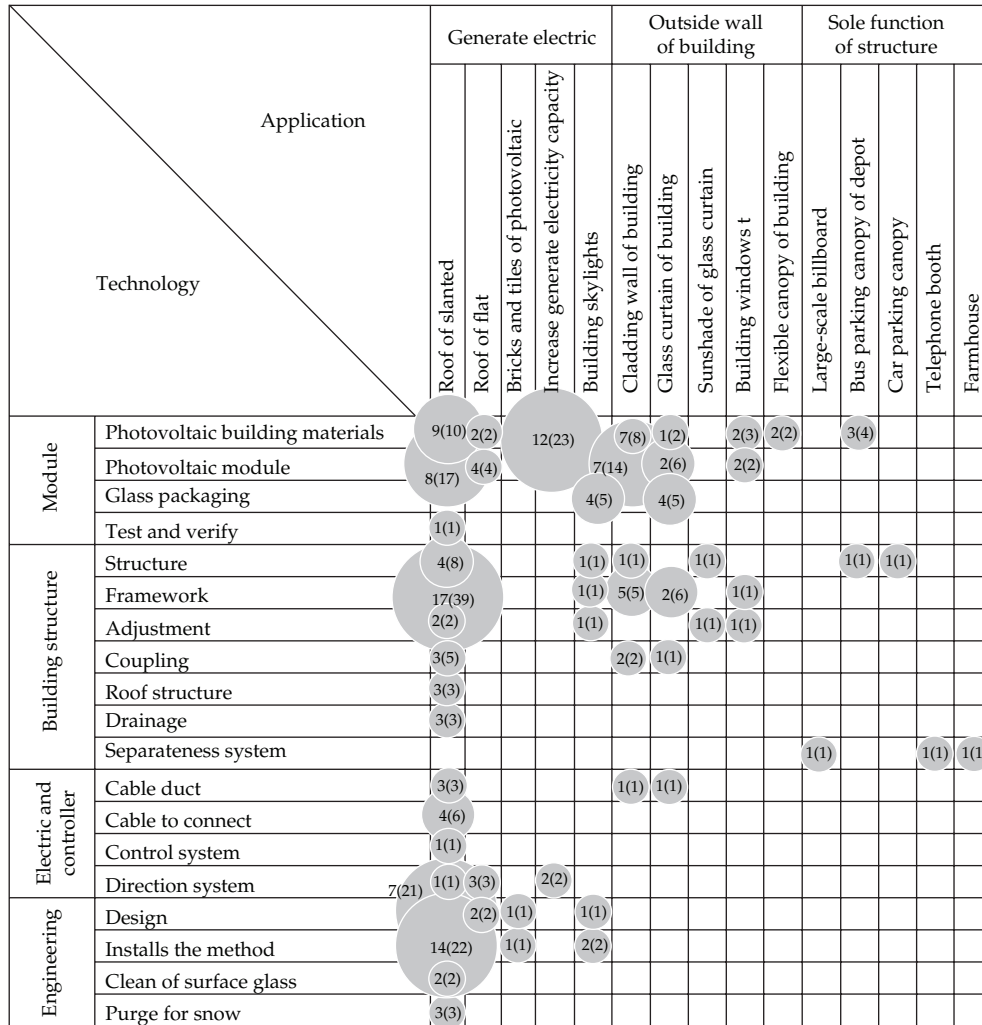 Application
Technology
Generate electric
Outside wall
of building
Sole function
of structure
Roof of slanted
Roof of flat
Bricks and tiles of photovoltaic
Increase generate electricity capacity
Building skylights
Cladding wall of building
Glass curtain of building
Sunshade of glass curtain
Building windows t
Flexible canopy of building
Large-scale billboard
Bus parking canopy of depot
Car parking canopy
Telephone booth
Farmhouse
Module
Photovoltaic building materials 9(10) 2(2) 12(23) 7(8) 1(2) 2(3) 2(2) 3(4)
Photovoltaic module 8(17) 4(4) 7(14) 2(6) 2(2)
Glass packaging 4(5) 4(5)
Test and verify 1(1)
Building structure
Structure 4(8) 1(1) 1(1) 1(1) 1(1) 1(1)
Framework 17(39) 1(1) 5(5) 2(6) 1(1)
Adjustment 2(2) 1(1) 1(1) 1(1)
Coupling 3(5) 2(2) 1(1)
Roof structure 3(3)
Drainage 3(3)
Separateness system 1(1) 1(1) 1(1
Electric and
controller
Cable duct 3(3) 1(1) 1(1)
Cable to connect 4(6)
Control system 1(1)
Direction system 1(1) 3(3) 2(2)
Engineering
7(21)
Design 2(2) 1(1) 1(1)
Installs the method 14(22) 1(1) 2(2)
Clean of surface glass 2(2)
Purge for snow 3(3)